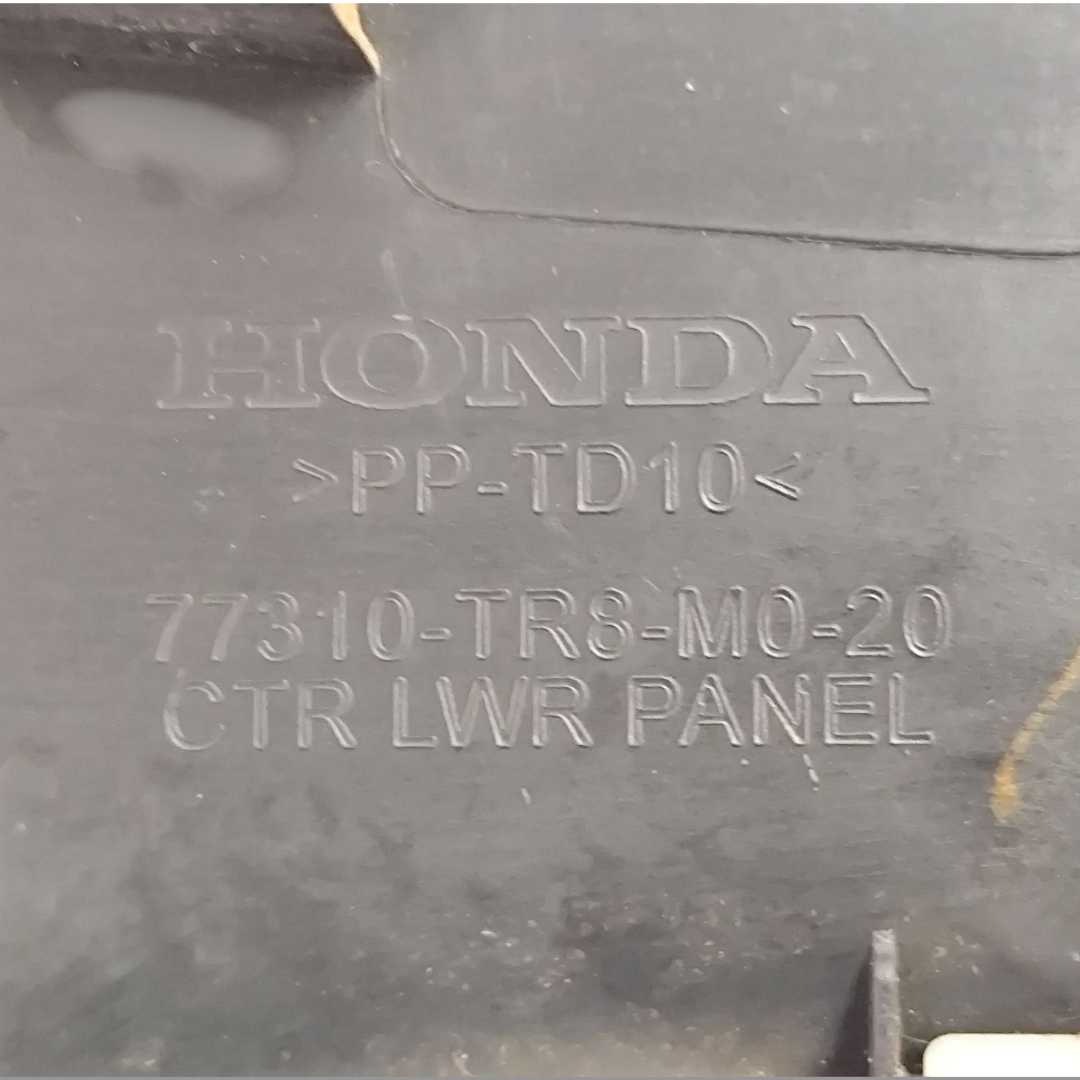 HONDA
>PP-TD10<
77310-TR8-M0-20
CTR LWR PANEL